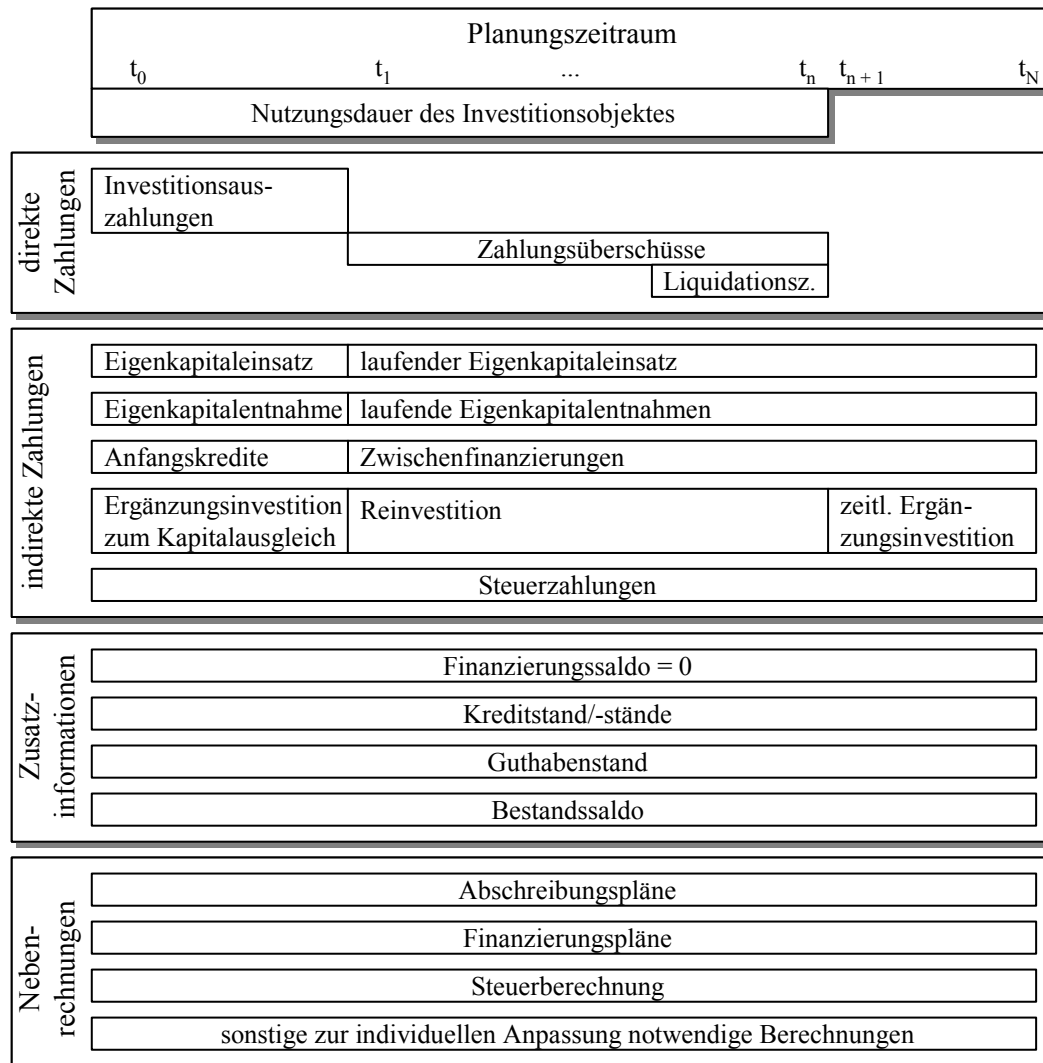 Planungszeitraum
t0 t1 ... tn tn + 1 tN
Nutzungsdauer des Investitionsobjektes
direkte
Zahlungen
Investitionsaus-
zahlungen
Zahlungsüberschüsse
Liquidationsz.
indirekte Zahlungen
Eigenkapitaleinsatz laufender Eigenkapitaleinsatz
Eigenkapitalentnahme laufende Eigenkapitalentnahmen
Anfangskredite Zwischenfinanzierungen
Ergänzungsinvestition
zum Kapitalausgleich
Reinvestition
zeitl. Ergän-
zungsinvestition
Steuerzahlungen
Zusatz-
informationen
Finanzierungssaldo = 0
Kreditstand/-stände
Guthabenstand
Bestandssaldo
Neben-
rechnungen
Abschreibungspläne
Finanzierungspläne
Steuerberechnung
sonstige zur individuellen Anpassung notwendige Berechnungen